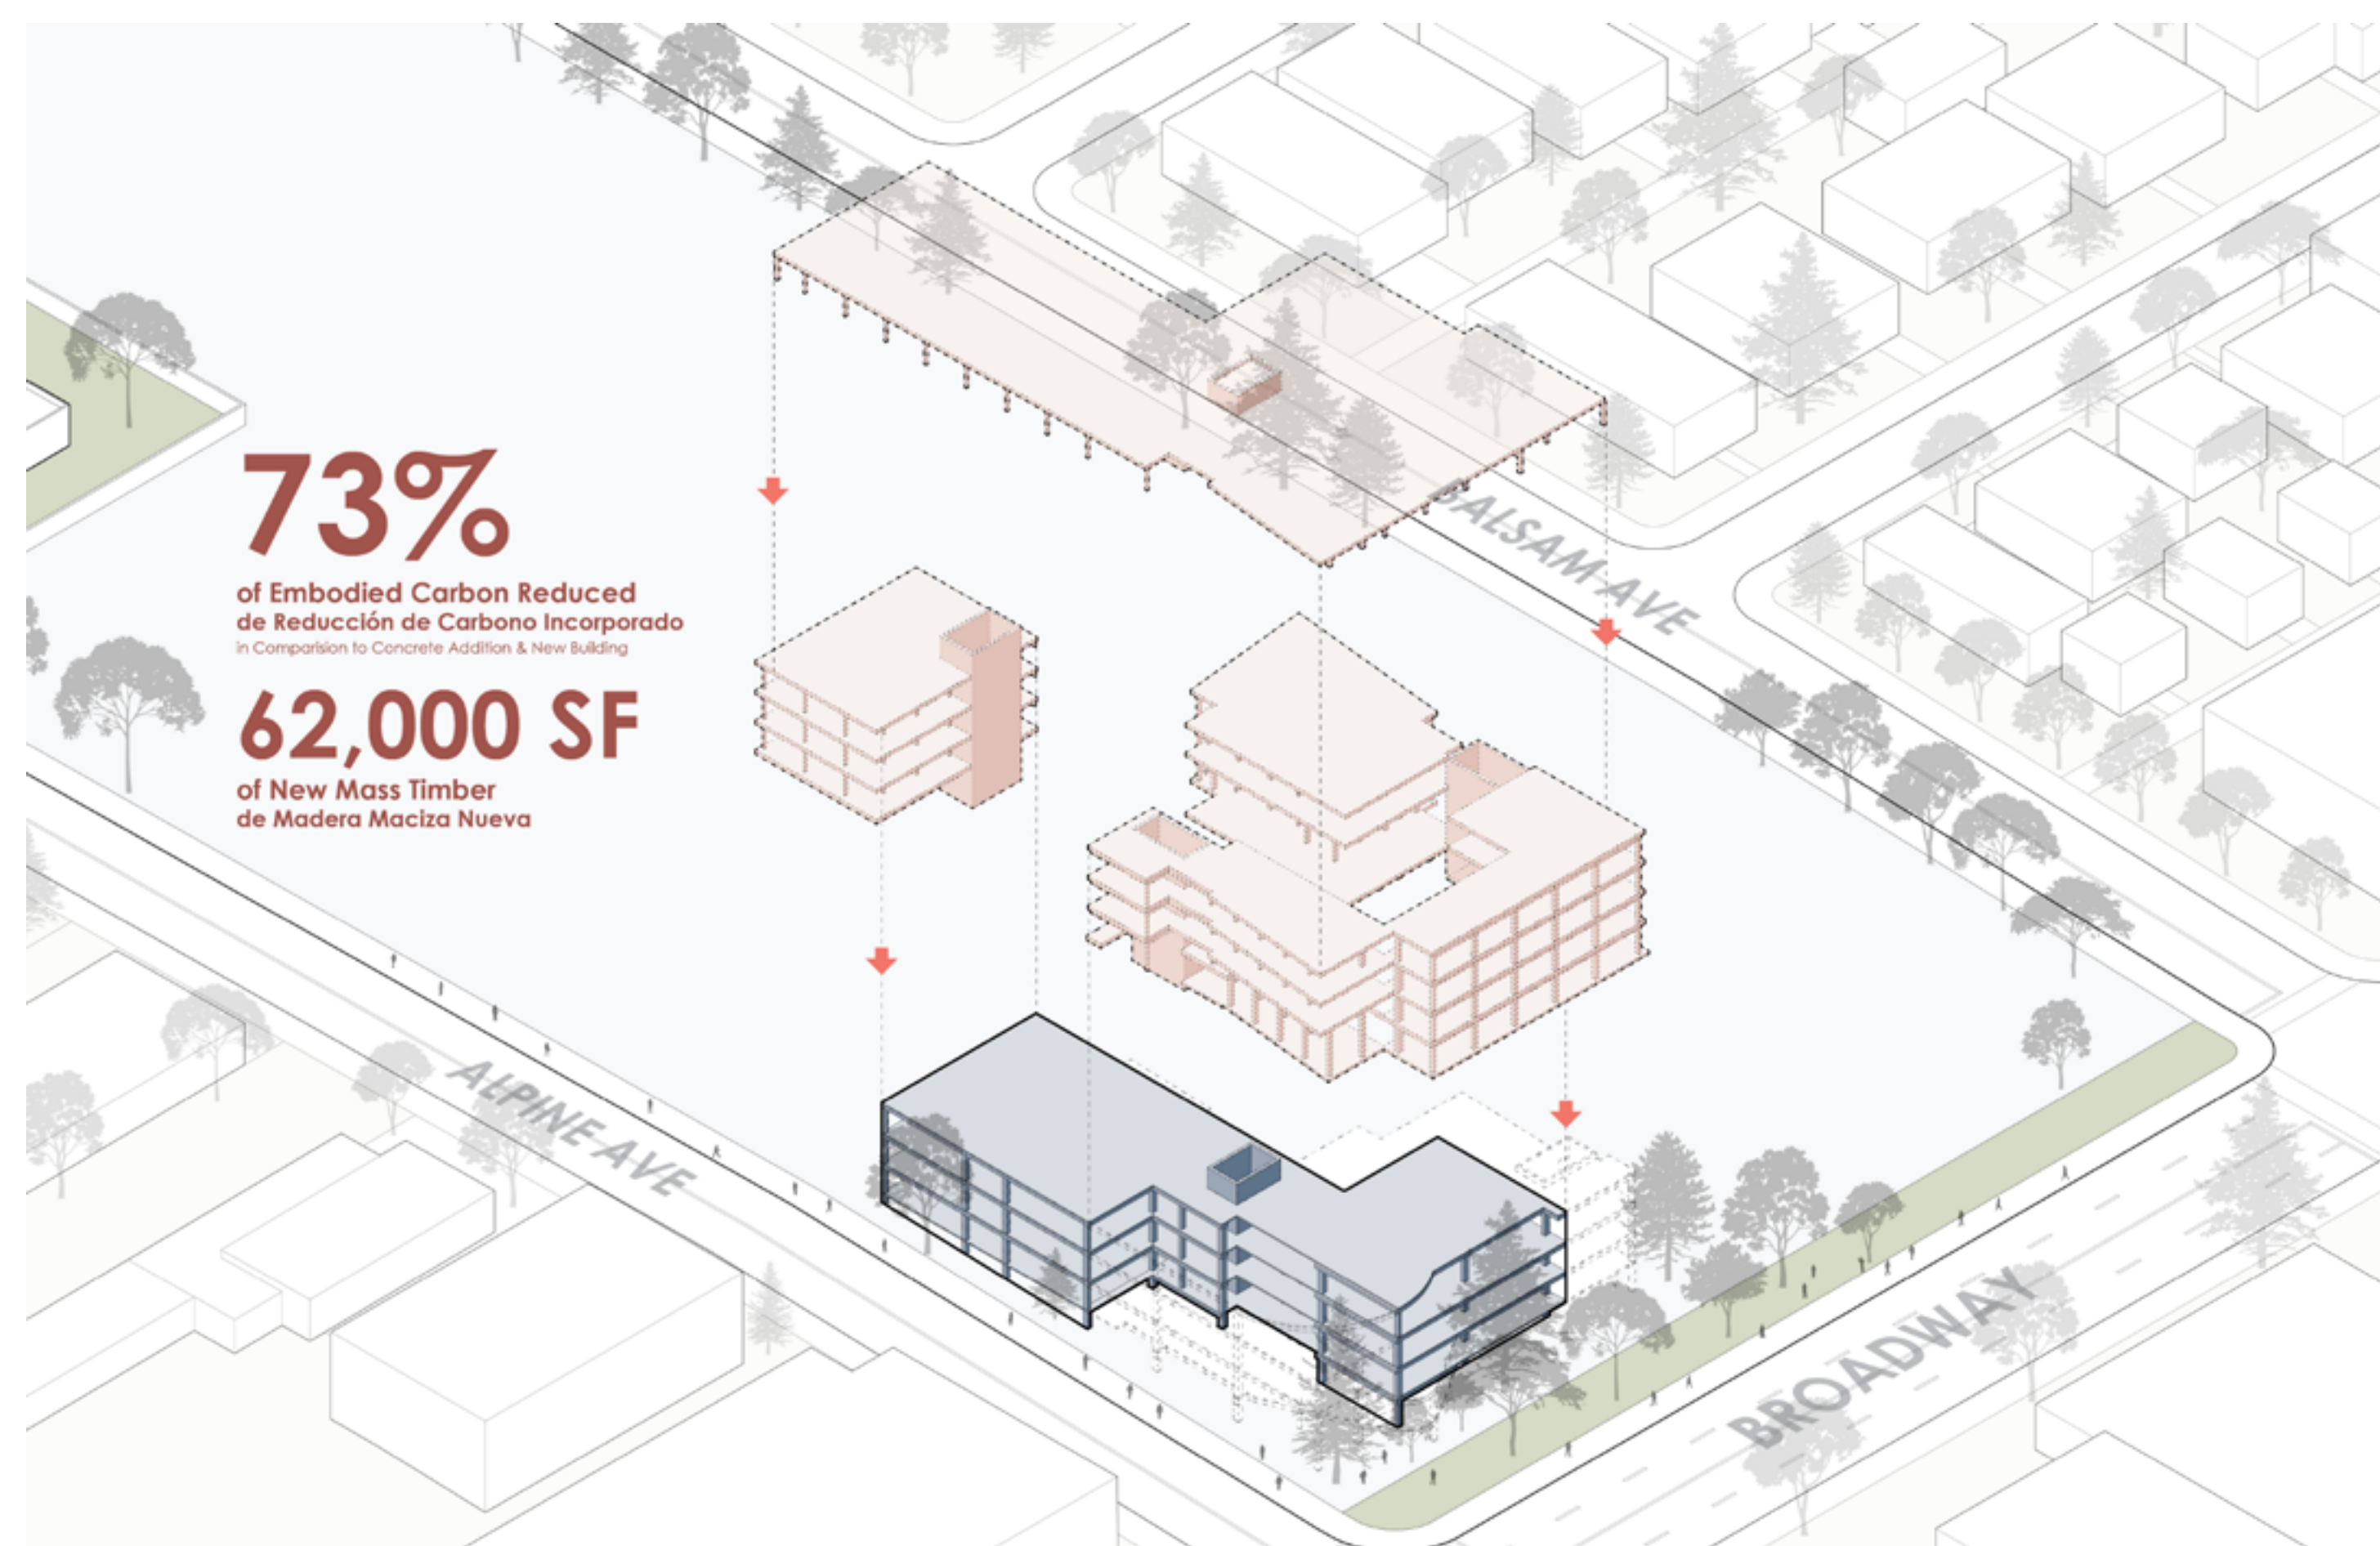 73%
of Embodied Carbon Reduced
de Reducción de Carbono Incorporado
in Comparision to Concrete Addition & New Building
62,000 SF
of New Mass Timber
de Madera Maciza Nueva
BALSAM AVE
ALPINE AVE
BROADWAY